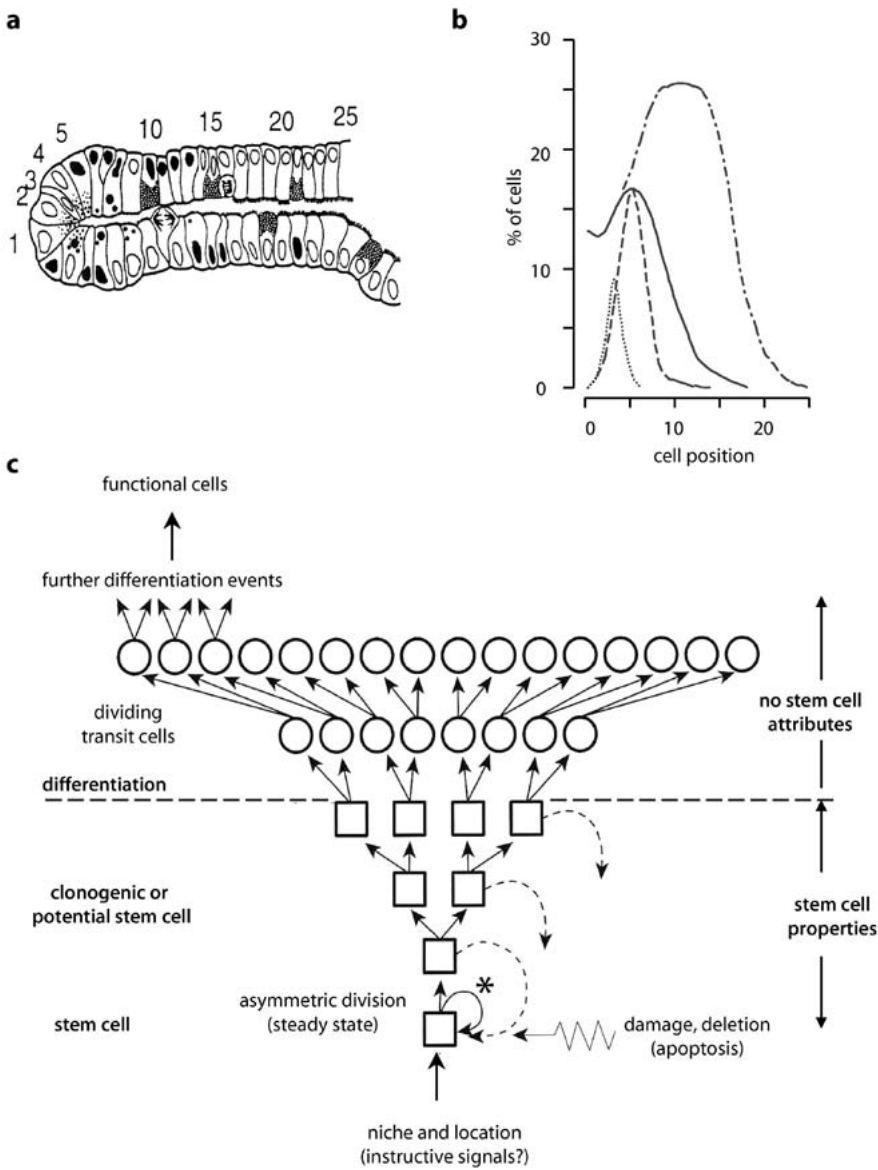 a
1
2
3
4
5
10
15
20
25
b
30
20
10
0
% of cells
0 10 20
cell position
c
functional cells
further differentiation events
dividing
transit cells
no stem cell
attributes
differentiation
clonogenic or
potential stem cell
stem cell
properties
asymmetric division
(steady state)
*
stem cell
damage, deletion
(apoptosis)
niche and location
(instructive signals?)